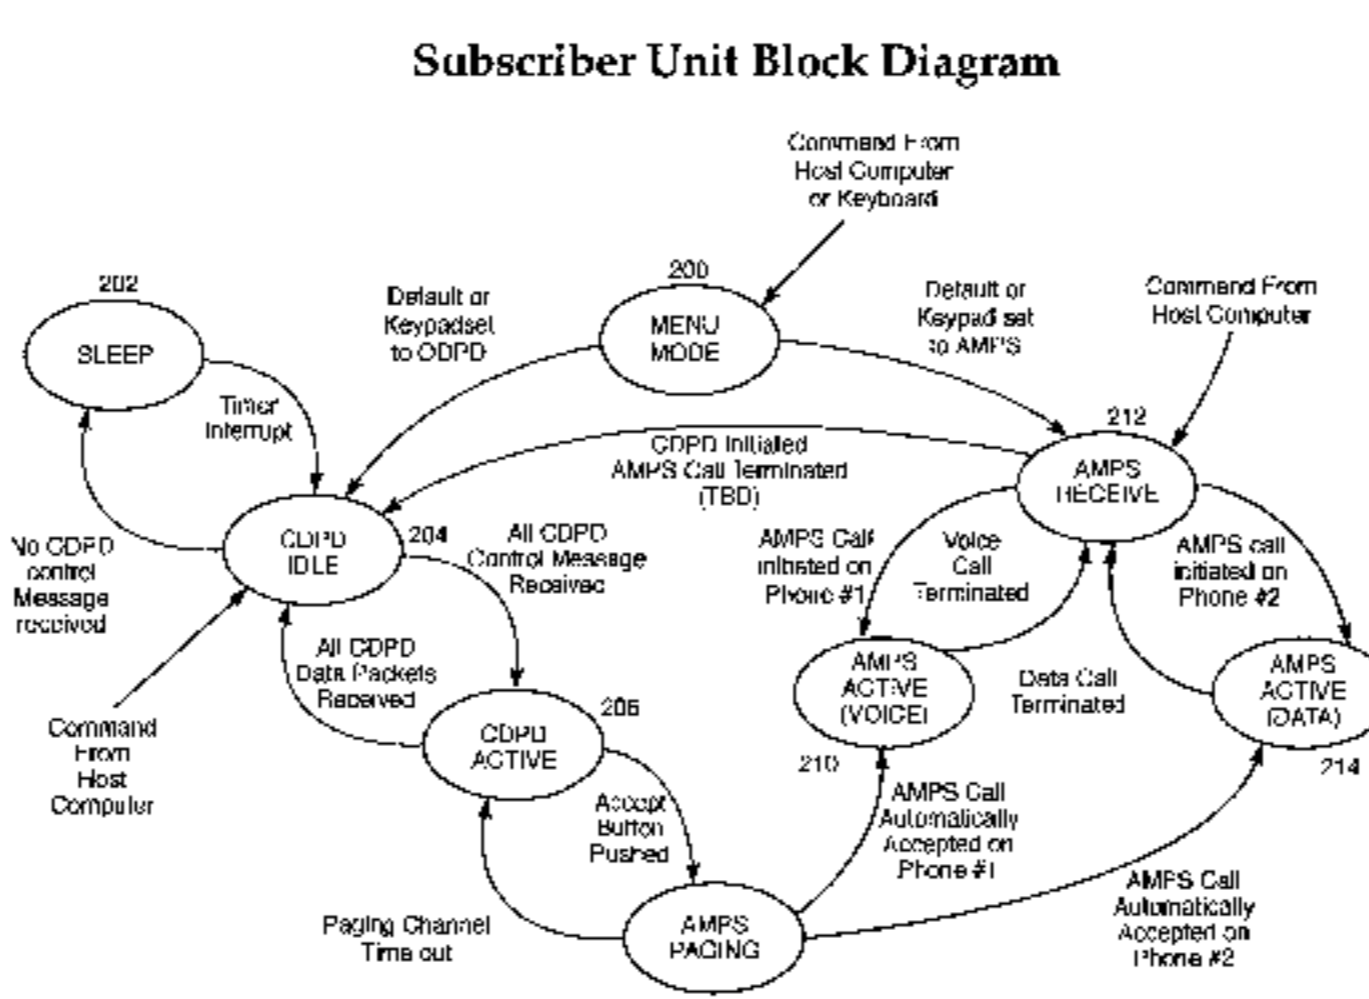 Subscriber Unit Block Diagram
Command From
Host Computer
or Keyboard
200
MENU
MODE
202
SLEEP
Default or
Keypadset
to CDPD
Default or
Keypad set
to AMPS
Command From
Host Computer
Timer
Interrupt
212
AMPS
RECEIVE
CDPD Initiated
AMPS Call Terminated
(TBD)
204
CDPD
IDLE
No CDPD
control
Message
received
All CDPD
Control Message
Received
AMPS Call
initiated on
Phone #1
Voice
Call
Terminated
AMPS call
initiated on
Phone #2
All CDPD
Data Packets
Received
Command
From
Host
Computer
206
CDPD
ACTIVE
AMPS
ACTIVE
(VOICE)
210
Data Call
Terminated
AMPS
ACTIVE
(DATA)
214
Accept
Button
Pushed
AMPS Call
Automatically
Accepted on
Phone #1
Paging Channel
Time out
AMPS
PAGING
AMPS Call
Automatically
Accepted on
Phone #2